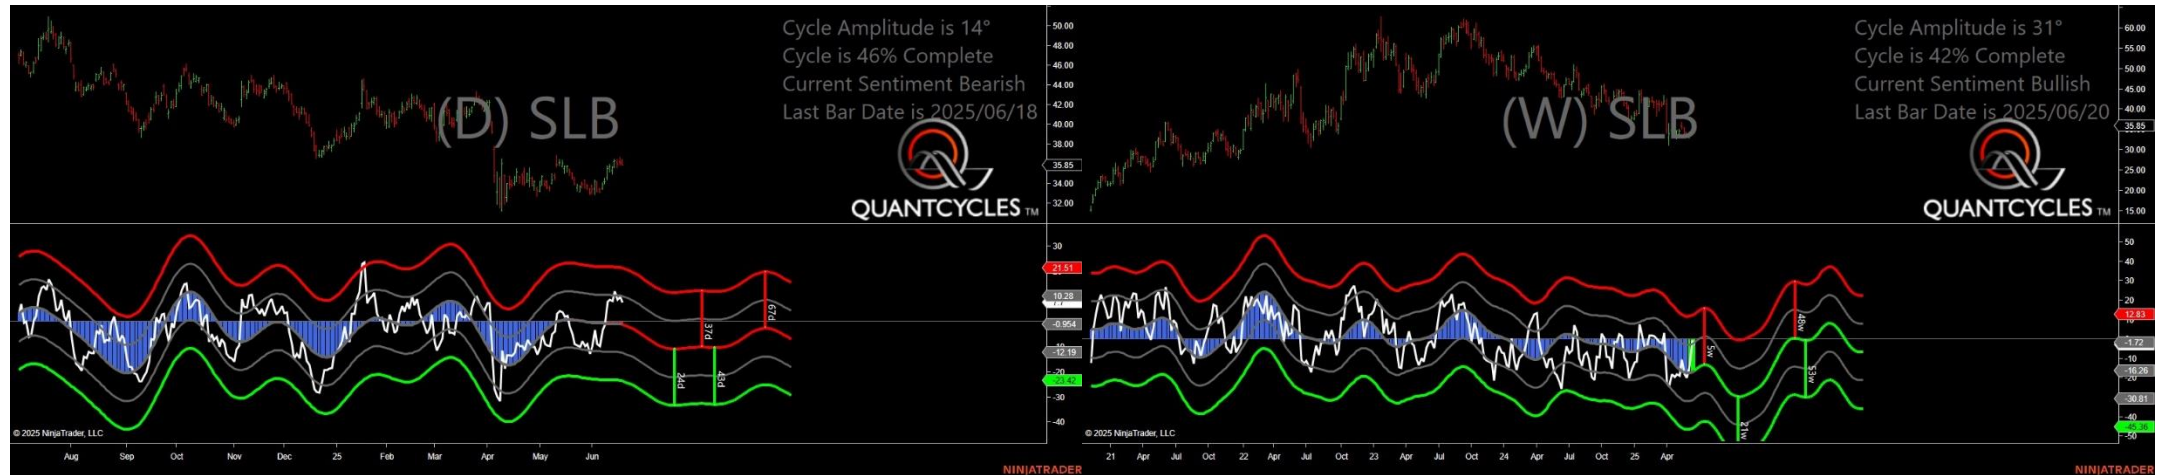 Cycle Amplitude is 14°
Cycle is 46% Complete
Current Sentiment Bearish
Last Bar Date is 2025/06/18
(D) SLB
QUANTCYCLES TM
50.00
48.00
46.00
44.00
42.00
40.00
38.00
35.85
34.00
32.00
30
21.51
10.28
-0.954
-12.19
-20
-23.42
-30
-40
24d
37d
43d
67d
© 2025 NinjaTrader, LLC
Aug Sep Oct Nov Dec 25 Feb Mar Apr May Jun
NINJATRADER
Cycle Amplitude is 31°
Cycle is 42% Complete
Current Sentiment Bullish
Last Bar Date is 2025/06/20
(W) SLB
QUANTCYCLES TM
60.00
55.00
50.00
45.00
40.00
35.85
30.00
25.00
20.00
15.00
50
40
30
20
12.83
-1.72
-10
-16.26
-20
-30.81
-40
-45.36
-50
5w
21w
48w
53w
© 2025 NinjaTrader, LLC
21 Apr Jul Oct 22 Apr Jul Oct 23 Apr Jul Oct 24 Apr Jul Oct 25 Apr
NINJATRADER